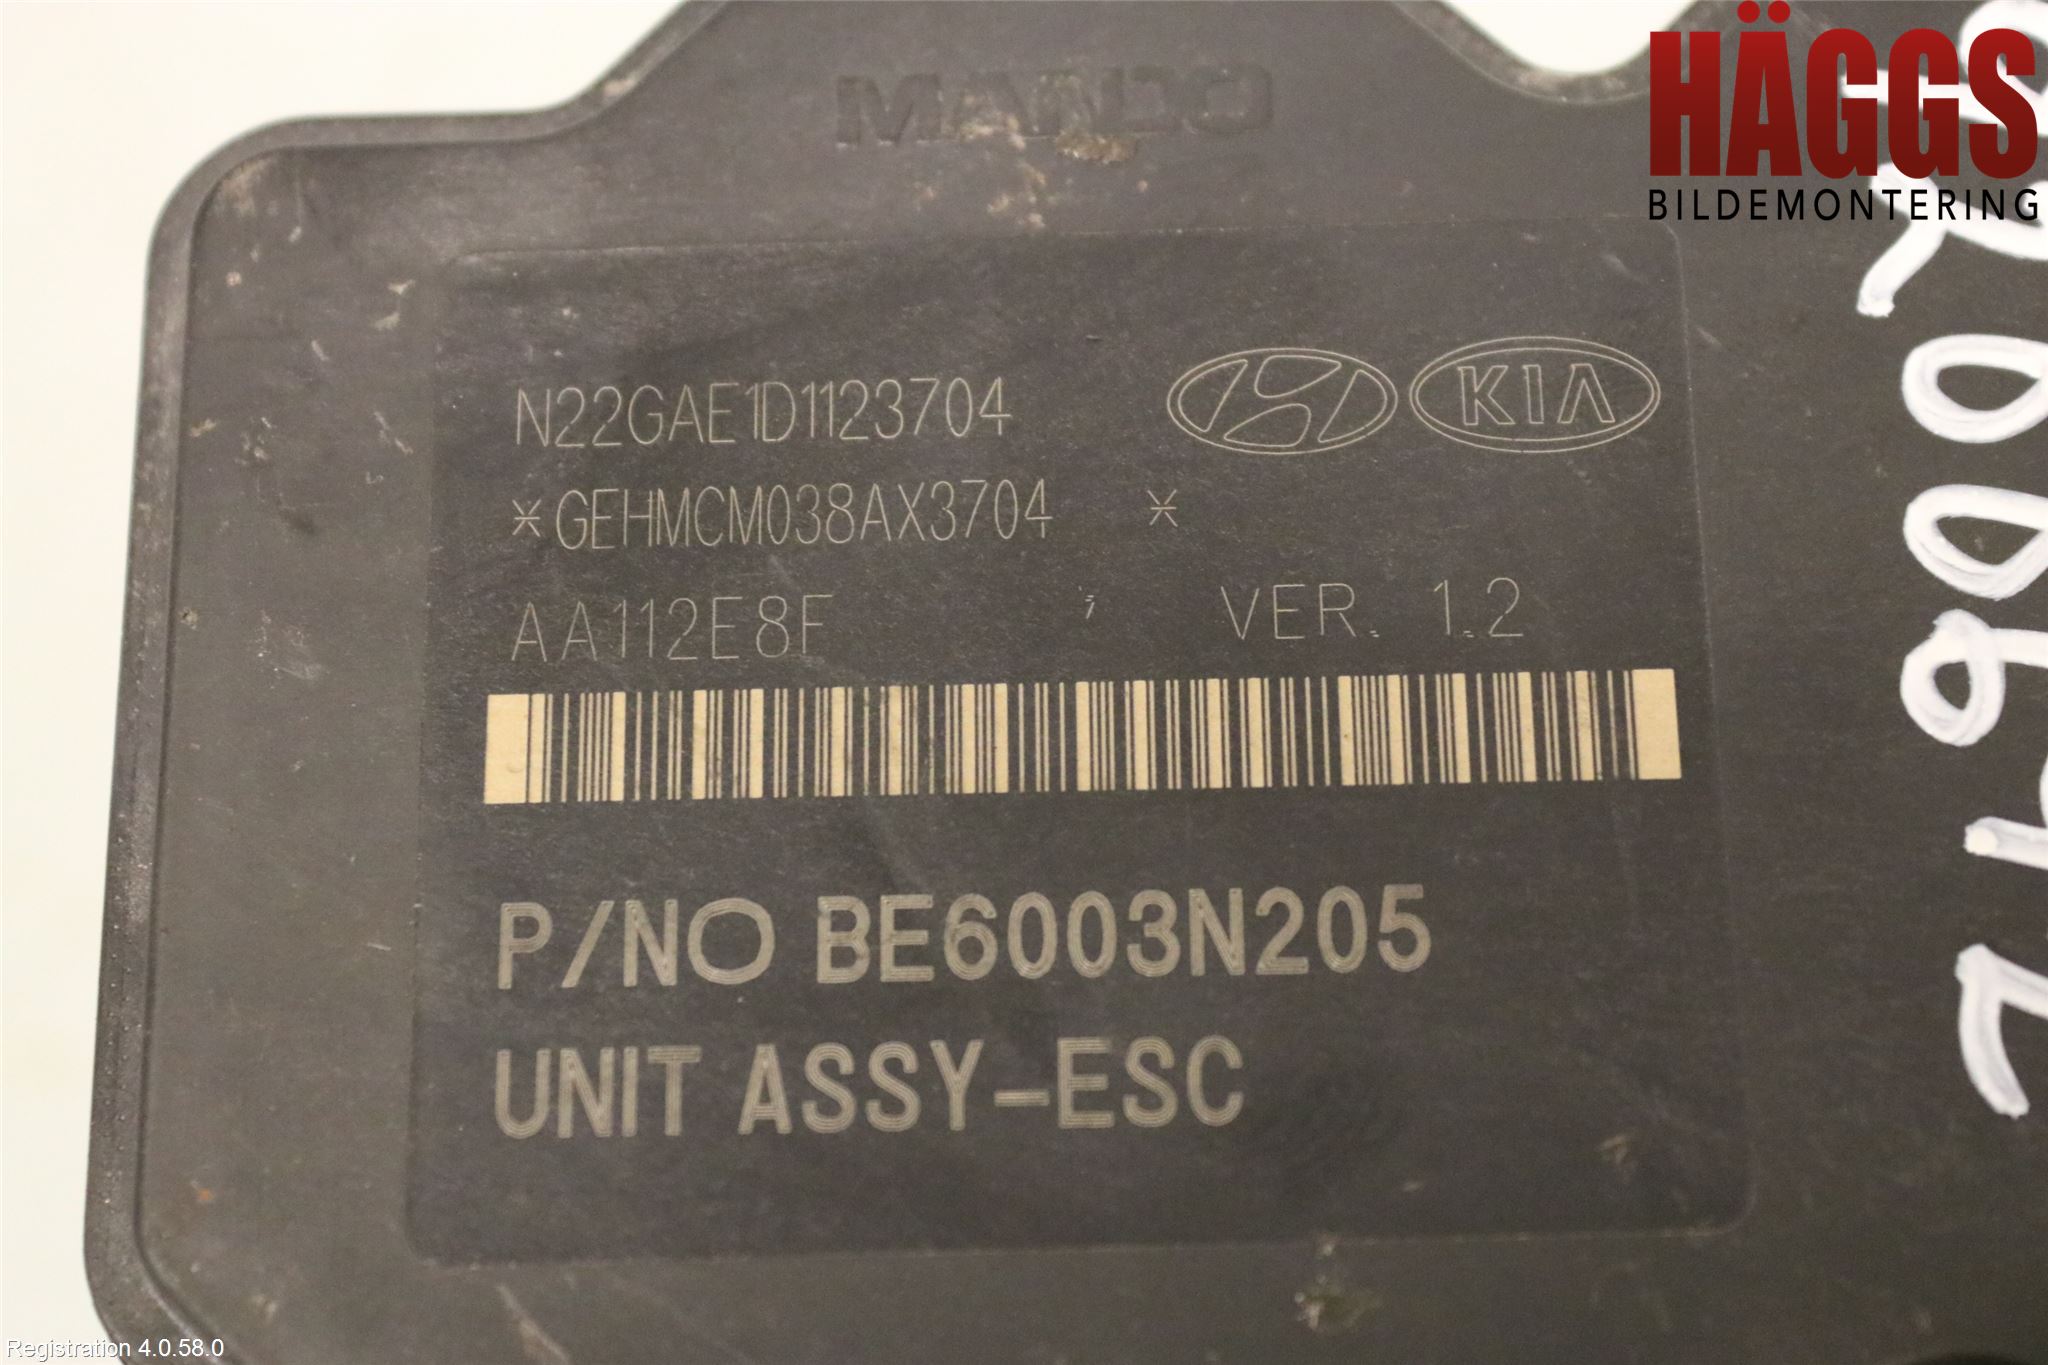 MANDO
HÄGGS
BILDEMONTERING
N22GAE1D1123704
KIA
*GEHMCM038AX3704 *
AA112E8F VER. 1.2
P/NO BE6003N205
UNIT ASSY-ESC
Registration 4.0.58.0